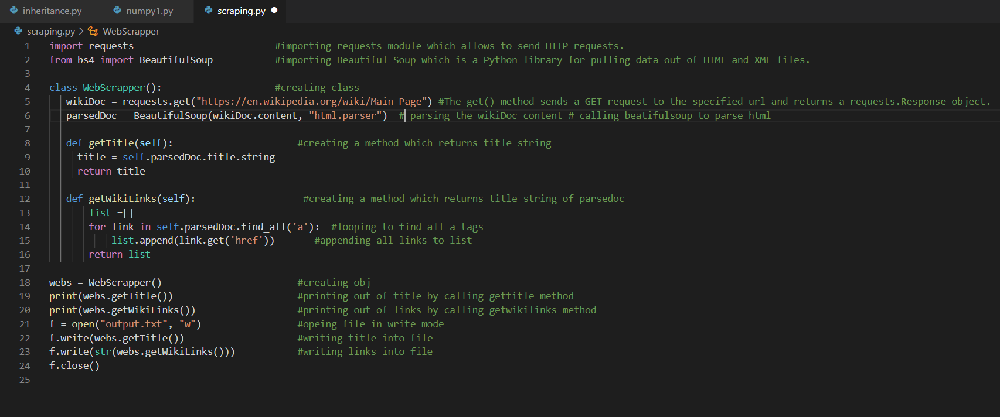 inheritance.py numpy1.py scraping.py
scraping.py > WebScrapper
1 import requests #importing requests module which allows to send HTTP requests.
2 from bs4 import BeautifulSoup #importing Beautiful Soup which is a Python library for pulling data out of HTML and XML files.
3
4 class WebScrapper(): #creating class
5 wikiDoc = requests.get("https://en.wikipedia.org/wiki/Main_Page") #The get() method sends a GET request to the specified url and returns a requests.Response object.
6 parsedDoc = BeautifulSoup(wikiDoc.content, "html.parser") # parsing the wikiDoc content # calling beatifulsoup to parse html
7
8 def getTitle(self): #creating a method which returns title string
9 title = self.parsedDoc.title.string
10 return title
11
12 def getWikiLinks(self): #creating a method which returns title string of parsedoc
13 list =[]
14 for link in self.parsedDoc.find_all('a'): #looping to find all a tags
15 list.append(link.get('href')) #appending all links to list
16 return list
17
18 webs = WebScrapper() #creating obj
19 print(webs.getTitle()) #printing out of title by calling gettitle method
20 print(webs.getWikiLinks()) #printing out of links by calling getwikilinks method
21 f = open("output.txt", "w") #opeing file in write mode
22 f.write(webs.getTitle()) #writing title into file
23 f.write(str(webs.getWikiLinks())) #writing links into file
24 f.close()
25